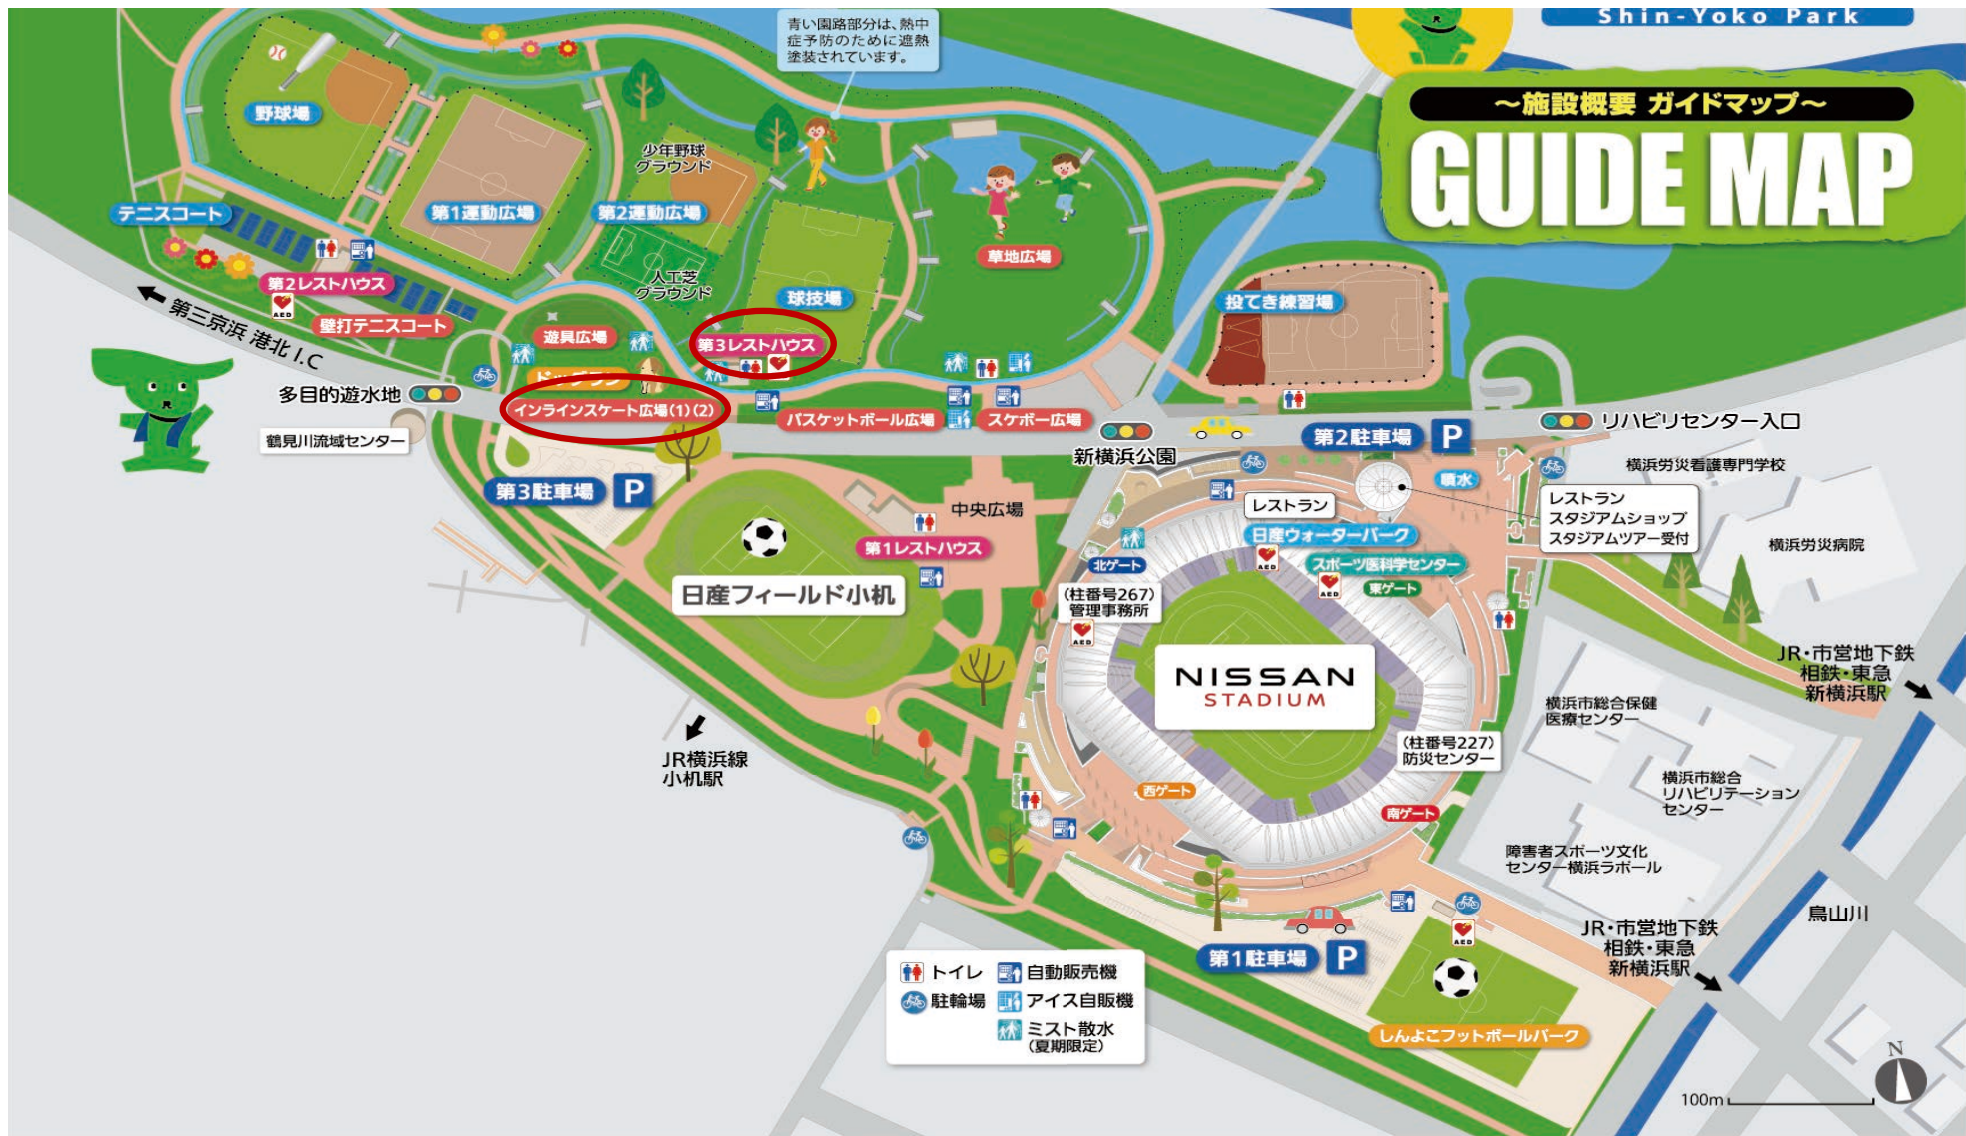 Shin-Yoko Park
～施設概要 ガイドマップ～
GUIDE MAP
青い園路部分は、熱中
症予防のために遮熱
塗装されています。
野球場
少年野球
グラウンド
テニスコート
第1運動広場
第2運動広場
草地広場
第2レストハウス
AED
人工芝
グラウンド
球技場
投てき練習場
壁打テニスコート
遊具広場
第3レストハウス
第三京浜 港北 I.C
ドッグラン
多目的遊水地
インラインスケート広場(1)(2)
バスケットボール広場
スケボー広場
リハビリセンター入口
鶴見川流域センター
新横浜公園
第2駐車場 P
横浜労災看護専門学校
第3駐車場 P
中央広場
レストラン
噴水
レストラン
スタジアムショップ
スタジアムツアー受付
日産ウォーターパーク
AED
第1レストハウス
横浜労災病院
北ゲート
スポーツ医科学センター
AED
東ゲート
日産フィールド小机
(柱番号267)
管理事務所
AED
NISSAN
STADIUM
JR・市営地下鉄
相鉄・東急
新横浜駅
横浜市総合保健
医療センター
JR横浜線
小机駅
(柱番号227)
防災センター
横浜市総合
リハビリテーション
センター
西ゲート
南ゲート
障害者スポーツ文化
センター横浜ラポール
鳥山川
JR・市営地下鉄
相鉄・東急
新横浜駅
AED
第1駐車場 P
しんよこフットボールパーク
トイレ
自動販売機
駐輪場
アイス自販機
ミスト散水
(夏期限定)
N
100m